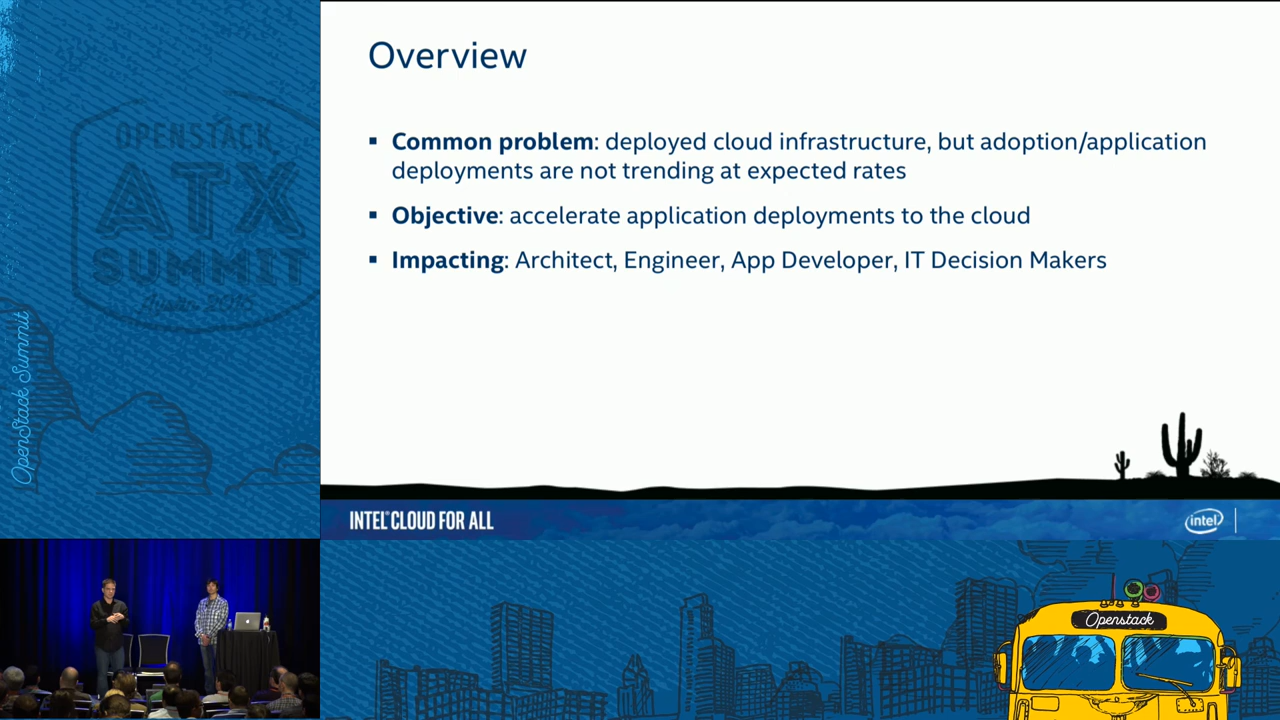 Overview
▪ Common problem: deployed cloud infrastructure, but adoption/application
deployments are not trending at expected rates
▪ Objective: accelerate application deployments to the cloud
▪ Impacting: Architect, Engineer, App Developer, IT Decision Makers
INTEL® CLOUD FOR ALL
intel
OPENSTACK
ATX
SUMMIT
Austin 2016
OpenStack Summit
Openstack